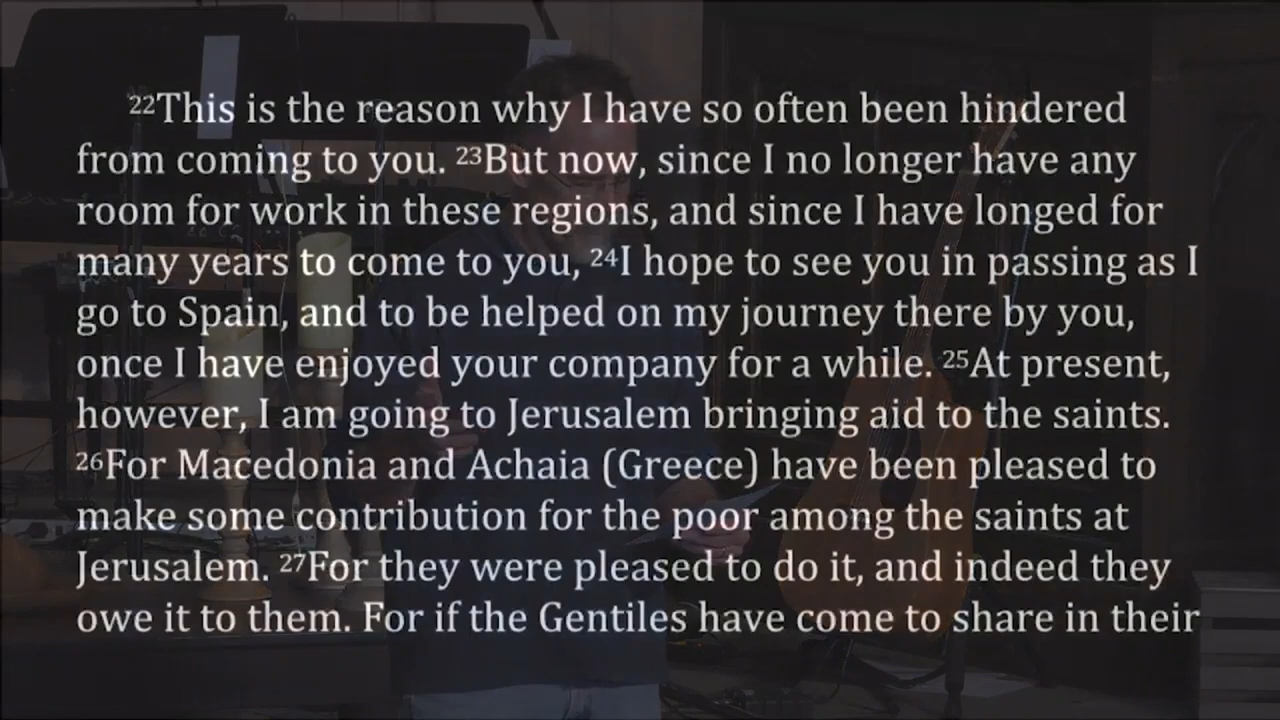 22This is the reason why I have so often been hindered
from coming to you. 23But now, since I no longer have any
room for work in these regions, and since I have longed for
many years to come to you, 24I hope to see you in passing as I
go to Spain, and to be helped on my journey there by you,
once I have enjoyed your company for a while. 25At present,
however, I am going to Jerusalem bringing aid to the saints.
26For Macedonia and Achaia (Greece) have been pleased to
make some contribution for the poor among the saints at
Jerusalem. 27For they were pleased to do it, and indeed they
owe it to them. For if the Gentiles have come to share in their